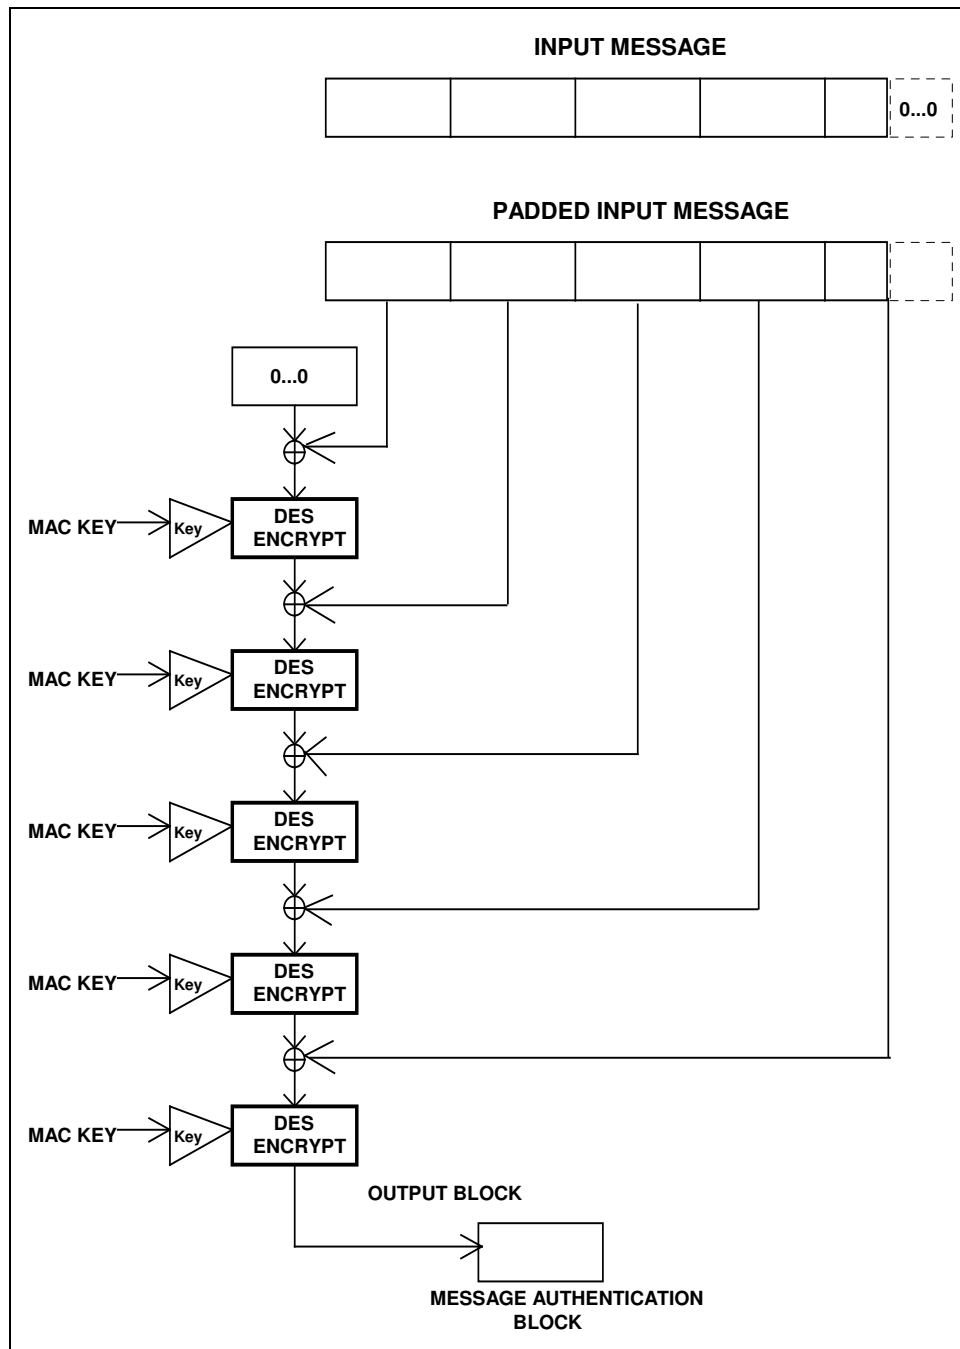 INPUT MESSAGE
0...0
PADDED INPUT MESSAGE
0...0
MAC KEY
Key
DES
ENCRYPT
MAC KEY
Key
DES
ENCRYPT
MAC KEY
Key
DES
ENCRYPT
MAC KEY
Key
DES
ENCRYPT
MAC KEY
Key
DES
ENCRYPT
OUTPUT BLOCK
MESSAGE AUTHENTICATION
BLOCK